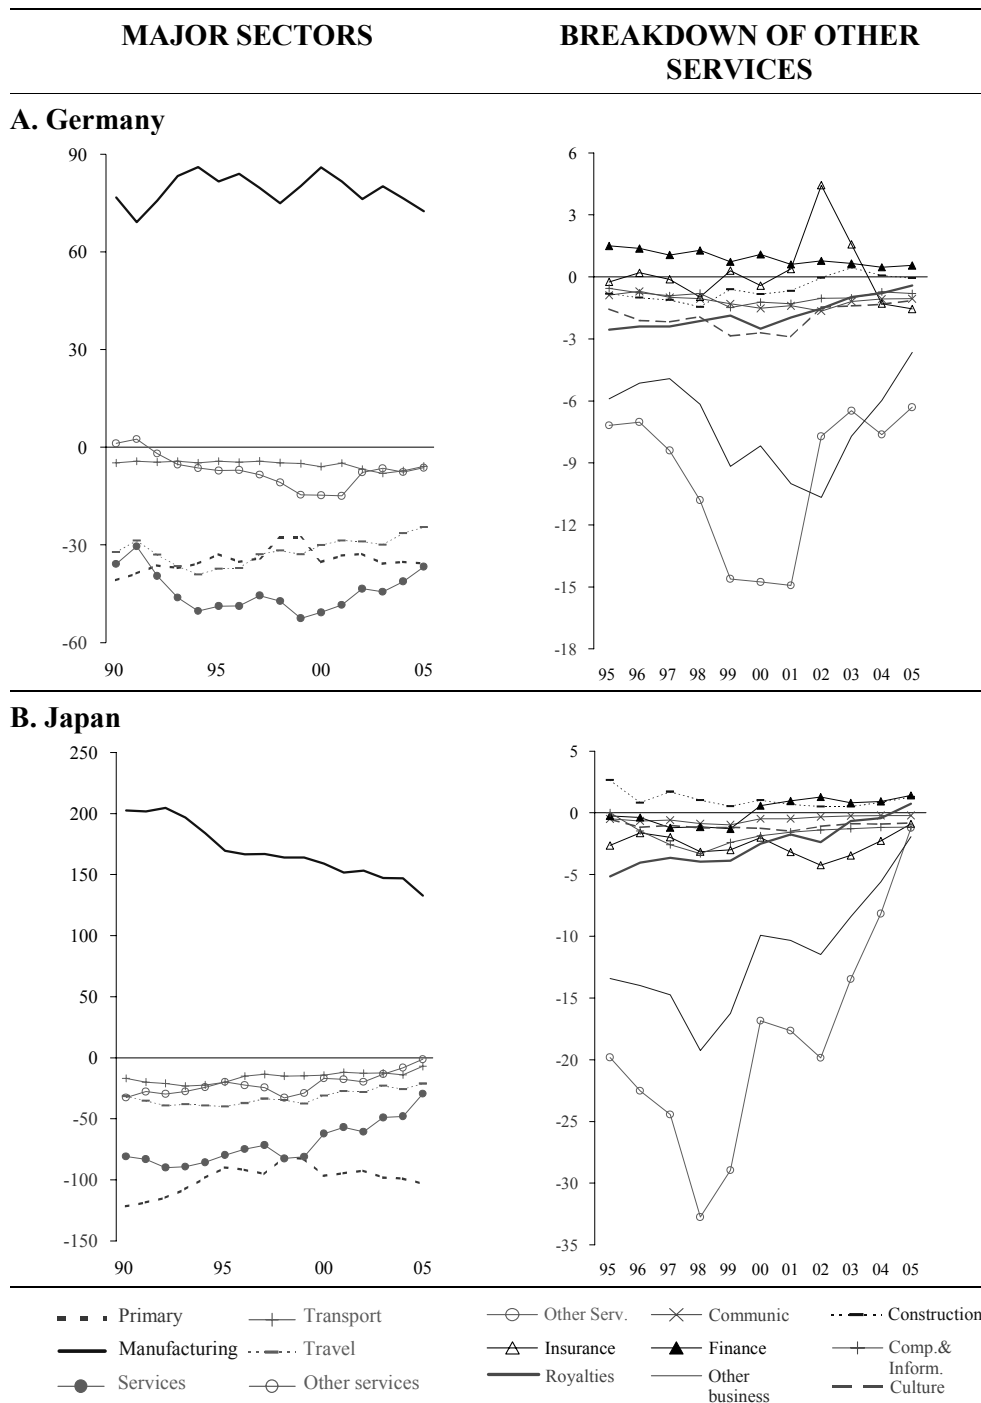 MAJOR SECTORS
BREAKDOWN OF OTHER
SERVICES
A. Germany
90
60
30
0
-30
-60
90 95 00 05
6
3
0
-3
-6
-9
-12
-15
-18
95 96 97 98 99 00 01 02 03 04 05
B. Japan
250
200
150
100
50
0
-50
-100
-150
90 95 00 05
5
0
-5
-10
-15
-20
-25
-30
-35
95 96 97 98 99 00 01 02 03 04 05
Primary
Transport
Manufacturing
Travel
Services
Other services
Other Serv.
Communic
Construction
Insurance
Finance
Comp.&
Inform.
Royalties
Other
business
Culture